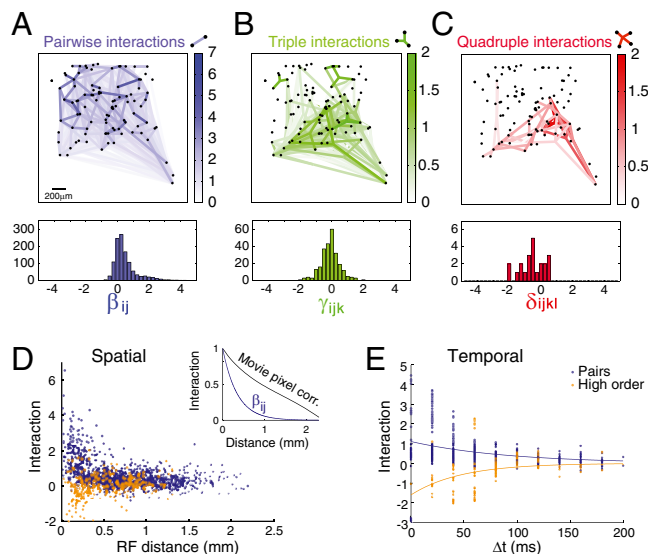 A
Pairwise interactions
7
6
5
4
3
2
1
0
200µm
300
200
100
0
-4 -2 0 2 4
βij
B
Triple interactions
2
1.5
1
0.5
0
60
40
20
0
-4 -2 0 2 4
γijk
C
Quadruple interactions
2
1.5
1
0.5
0
6
4
2
0
-4 -2 0 2 4
δijkl
D
Spatial
Interaction
6
4
2
0
-2
0 0.5 1 1.5 2 2.5
RF distance (mm)
Interaction
1
0.5
0
Movie pixel corr.
βij
0 1 2
Distance (mm)
E
Temporal
Pairs
High order
Interaction
5
4
3
2
1
0
-1
-2
-3
0 50 100 150 200
Δt (ms)